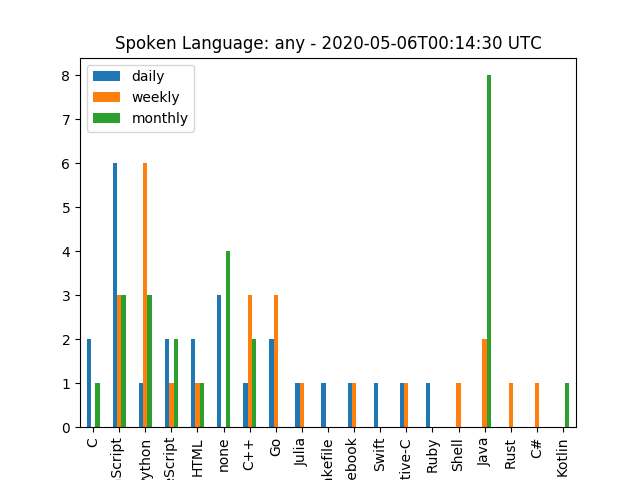 Spoken Language: any - 2020-05-06T00:14:30 UTC
daily
weekly
monthly
8
7
6
5
4
3
2
1
0
C
Script
ython
eScript
HTML
none
C++
Go
Julia
kefile
ebook
Swift
tive-C
Ruby
Shell
Java
Rust
C#
Kotlin